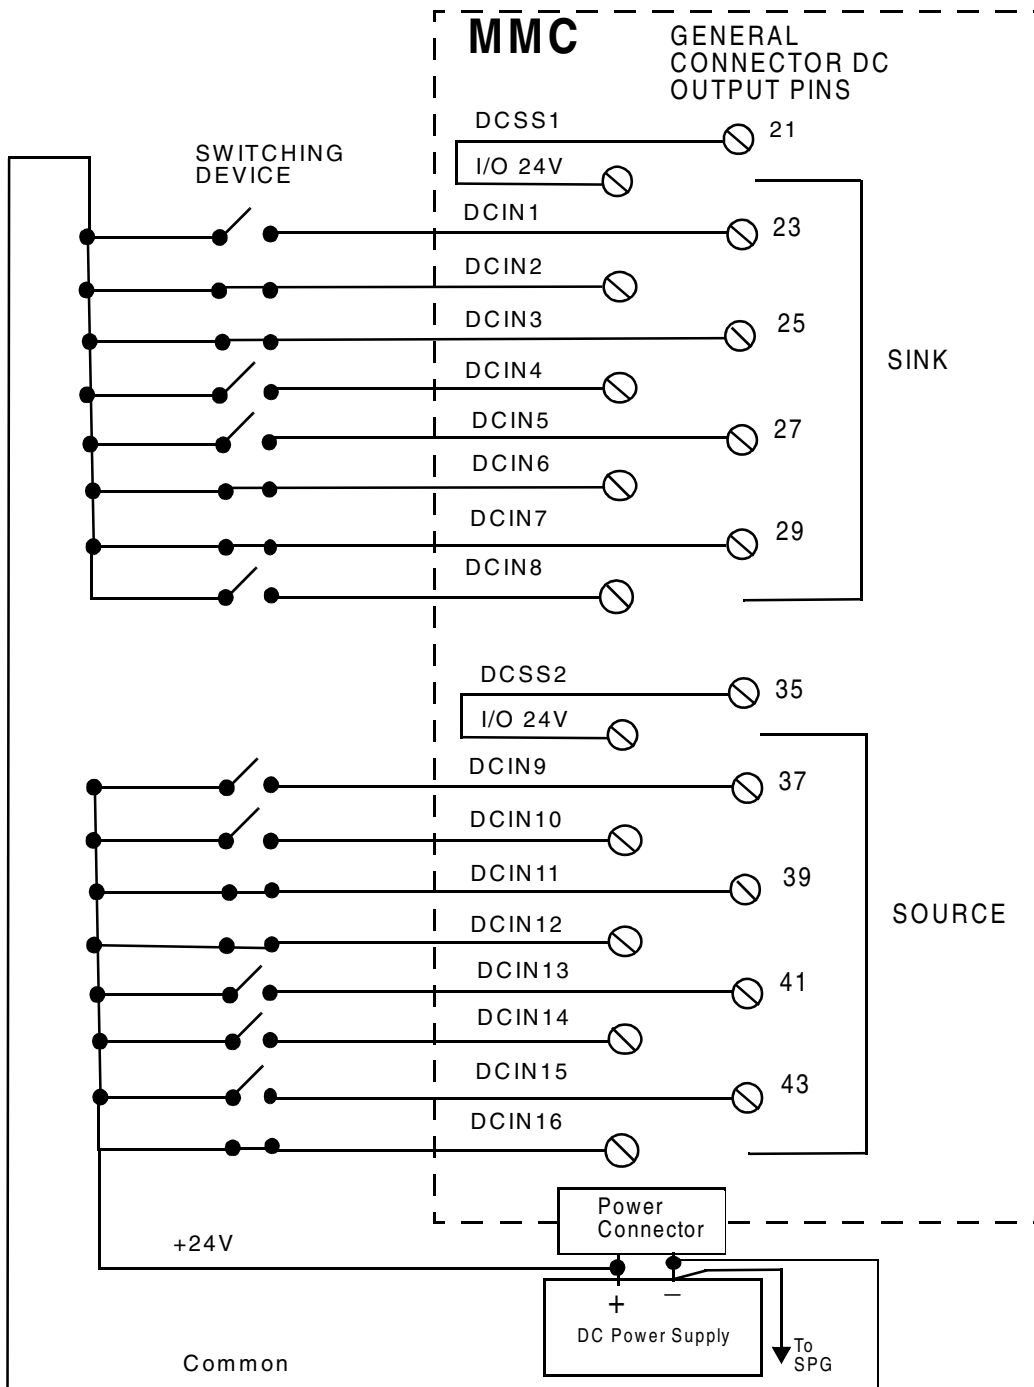 MMC
GENERAL
CONNECTOR DC
OUTPUT PINS
DCSS1
21
SWITCHING
DEVICE
I/O 24V
DCIN1
23
DCIN2
DCIN3
25
SINK
DCIN4
DCIN5
27
DCIN6
DCIN7
29
DCIN8
DCSS2
35
I/O 24V
DCIN9
37
DCIN10
DCIN11
39
SOURCE
DCIN12
DCIN13
41
DCIN14
DCIN15
43
DCIN16
Power
Connector
+24V
+ –
DC Power Supply
To
SPG
Common